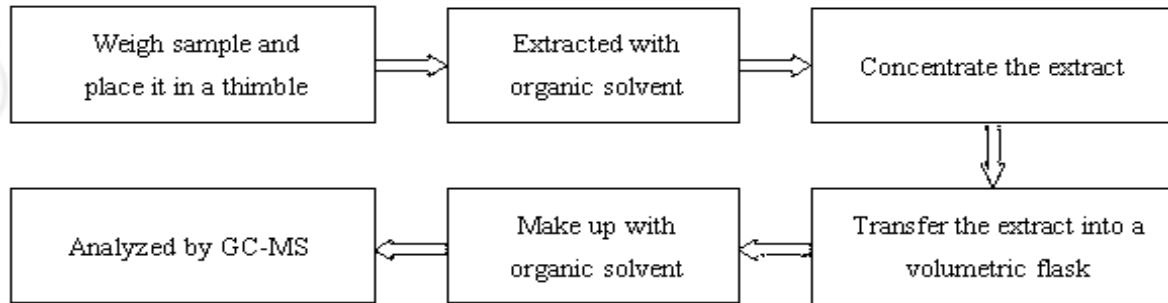 Weigh sample and
place it in a thimble
Extracted with
organic solvent
Concentrate the extract
Transfer the extract into a
volumetric flask
Make up with
organic solvent
Analyzed by GC-MS